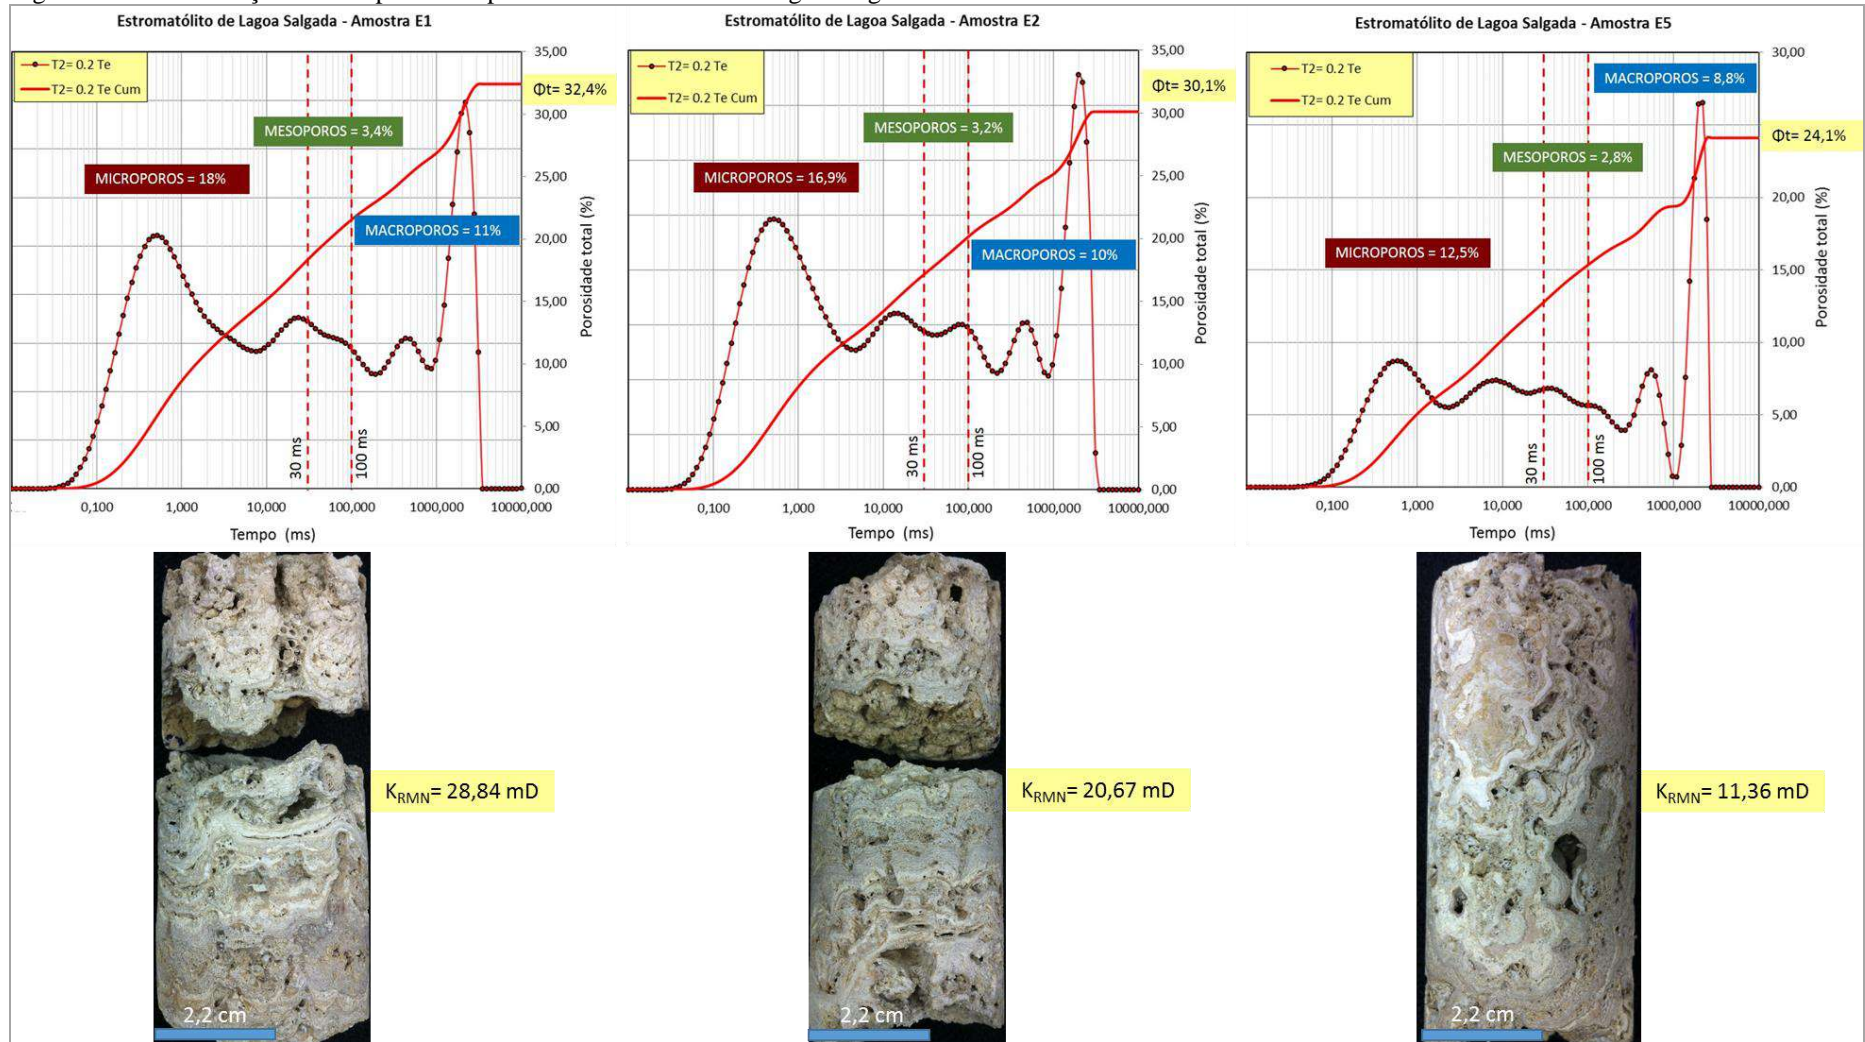 Estromatólito de Lagoa Salgada - Amostra E1
T2= 0.2 Te
T2= 0.2 Te Cum
MESOPOROS = 3,4%
MICROPOROS = 18%
MACROPOROS = 11%
Φt= 32,4%
30 ms
100 ms
35,00
30,00
25,00
20,00
15,00
10,00
5,00
0,00
Porosidade total (%)
0,100 1,000 10,000 100,000 1000,000 10000,000
Tempo (ms)
Estromatólito de Lagoa Salgada - Amostra E2
T2= 0.2 Te
T2= 0.2 Te Cum
MESOPOROS = 3,2%
MICROPOROS = 16,9%
MACROPOROS = 10%
Φt= 30,1%
30 ms
100 ms
35,00
30,00
25,00
20,00
15,00
10,00
5,00
0,00
Porosidade total (%)
0,100 1,000 10,000 100,000 1000,000 10000,000
Tempo (ms)
Estromatólito de Lagoa Salgada - Amostra E5
T2= 0.2 Te
T2= 0.2 Te Cum
MACROPOROS = 8,8%
MESOPOROS = 2,8%
MICROPOROS = 12,5%
Φt= 24,1%
30 ms
100 ms
30,00
20,00
15,00
10,00
5,00
0,00
Porosidade total (%)
0,100 1,000 10,000 100,000 1000,000 10000,000
Tempo (ms)
K_RMN= 28,84 mD
2,2 cm
K_RMN= 20,67 mD
2,2 cm
K_RMN= 11,36 mD
2,2 cm